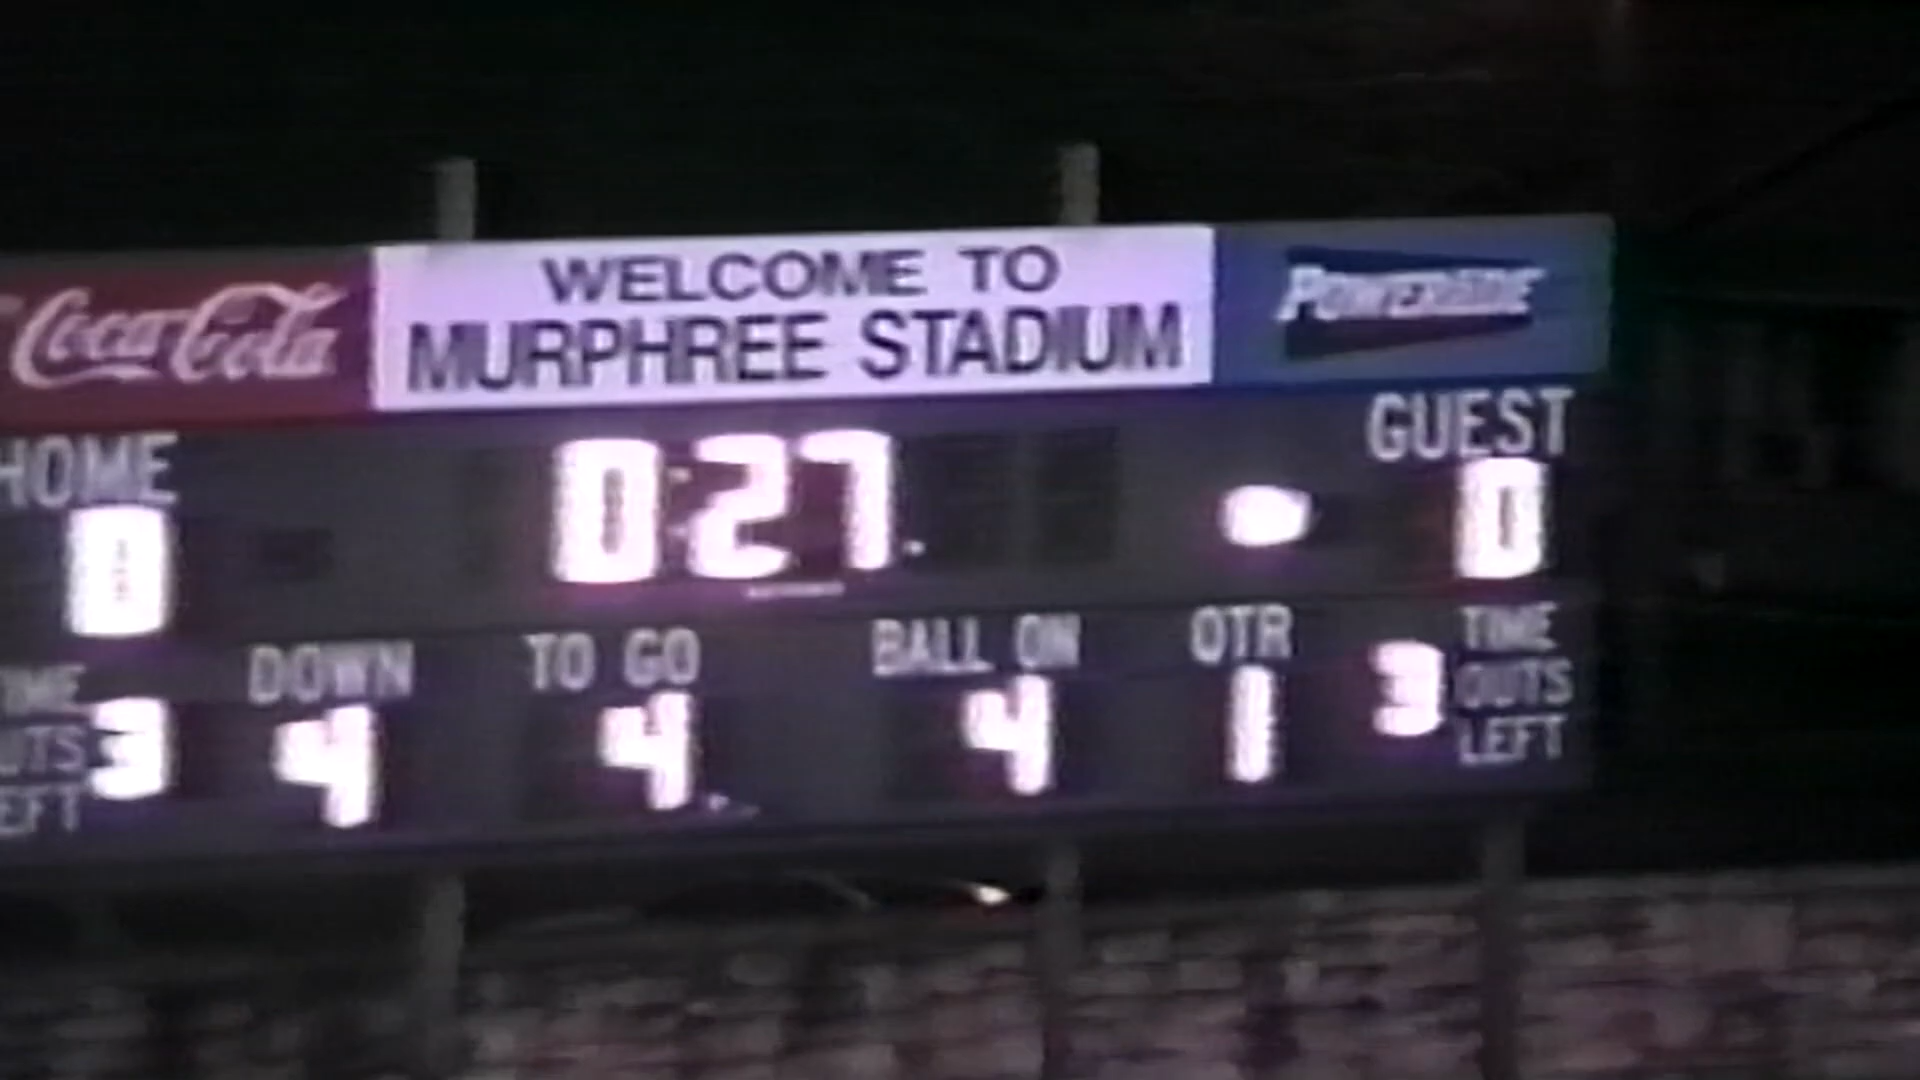 Coca-Cola
WELCOME TO
MURPHREE STADIUM
POWERADE
HOME
0
0:27
GUEST
0
DOWN
4
TO GO
4
BALL ON
4
QTR
1
TIME
OUTS
LEFT
3
3
TIME
OUTS
LEFT